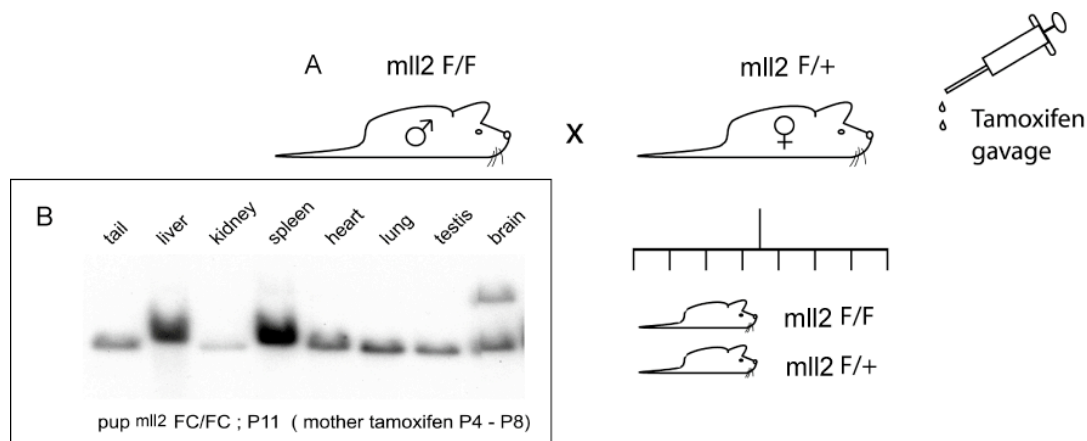 A mll2 F/F mll2 F/+
♂ x ♀ Tamoxifen
gavage
B tail liver kidney spleen heart lung testis brain
mll2 F/F
mll2 F/+
pup mll2 FC/FC ; P11 ( mother tamoxifen P4 - P8)